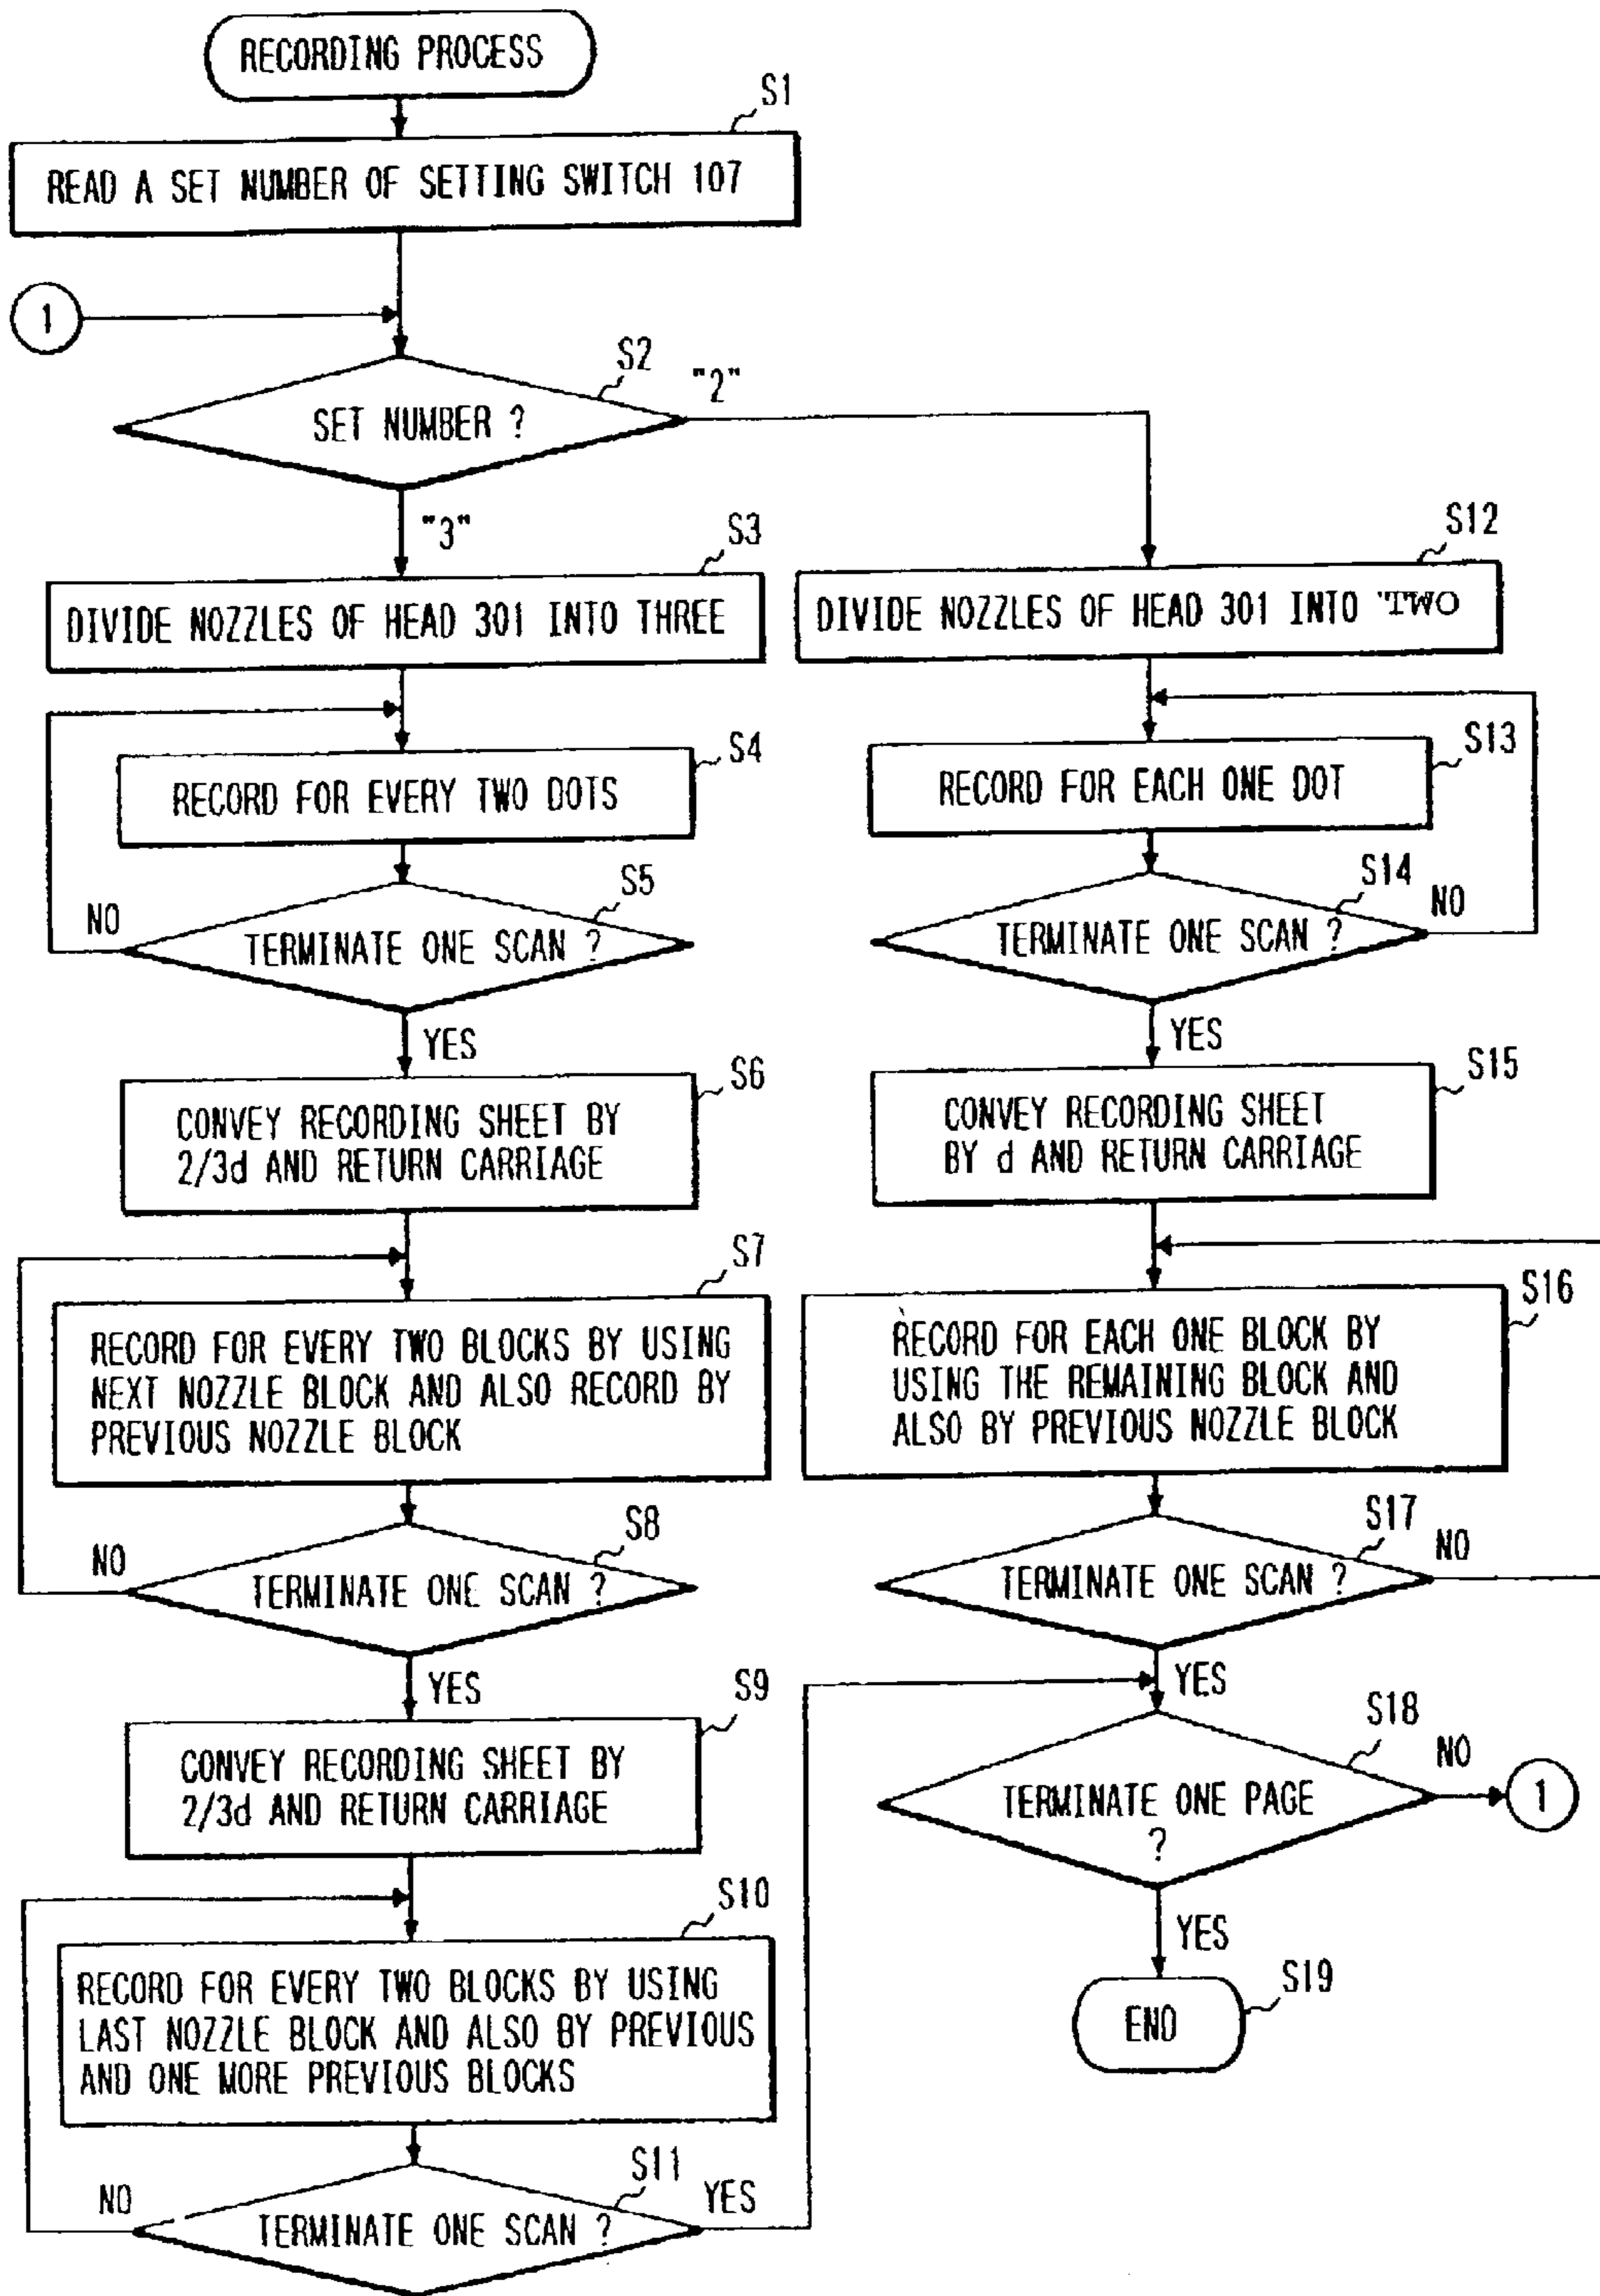 RECORDING PROCESS
S1
READ A SET NUMBER OF SETTING SWITCH 107
1
S2
"2"
SET NUMBER ?
"3"
S3
DIVIDE NOZZLES OF HEAD 301 INTO THREE
S4
RECORD FOR EVERY TWO DOTS
S5
NO
TERMINATE ONE SCAN ?
YES
S6
CONVEY RECORDING SHEET BY
2/3d AND RETURN CARRIAGE
S7
RECORD FOR EVERY TWO BLOCKS BY USING
NEXT NOZZLE BLOCK AND ALSO RECORD BY
PREVIOUS NOZZLE BLOCK
S8
NO
TERMINATE ONE SCAN ?
YES
S9
CONVEY RECORDING SHEET BY
2/3d AND RETURN CARRIAGE
S10
RECORD FOR EVERY TWO BLOCKS BY USING
LAST NOZZLE BLOCK AND ALSO BY PREVIOUS
AND ONE MORE PREVIOUS BLOCKS
S11
NO
TERMINATE ONE SCAN ?
YES
S12
DIVIDE NOZZLES OF HEAD 301 INTO TWO
S13
RECORD FOR EACH ONE DOT
S14
NO
TERMINATE ONE SCAN ?
YES
S15
CONVEY RECORDING SHEET
BY d AND RETURN CARRIAGE
S16
RECORD FOR EACH ONE BLOCK BY
USING THE REMAINING BLOCK AND
ALSO BY PREVIOUS NOZZLE BLOCK
S17
NO
TERMINATE ONE SCAN ?
YES
S18
NO
TERMINATE ONE PAGE
?
1
YES
S19
END